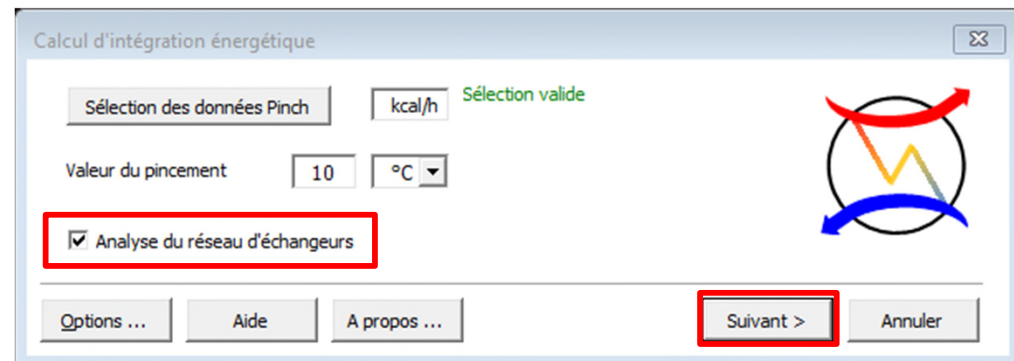 Calcul d'intégration énergétique
Sélection des données Pinch kcal/h Sélection valide
Valeur du pincement 10 °C
Analyse du réseau d'échangeurs
Options ... Aide A propos ... Suivant > Annuler